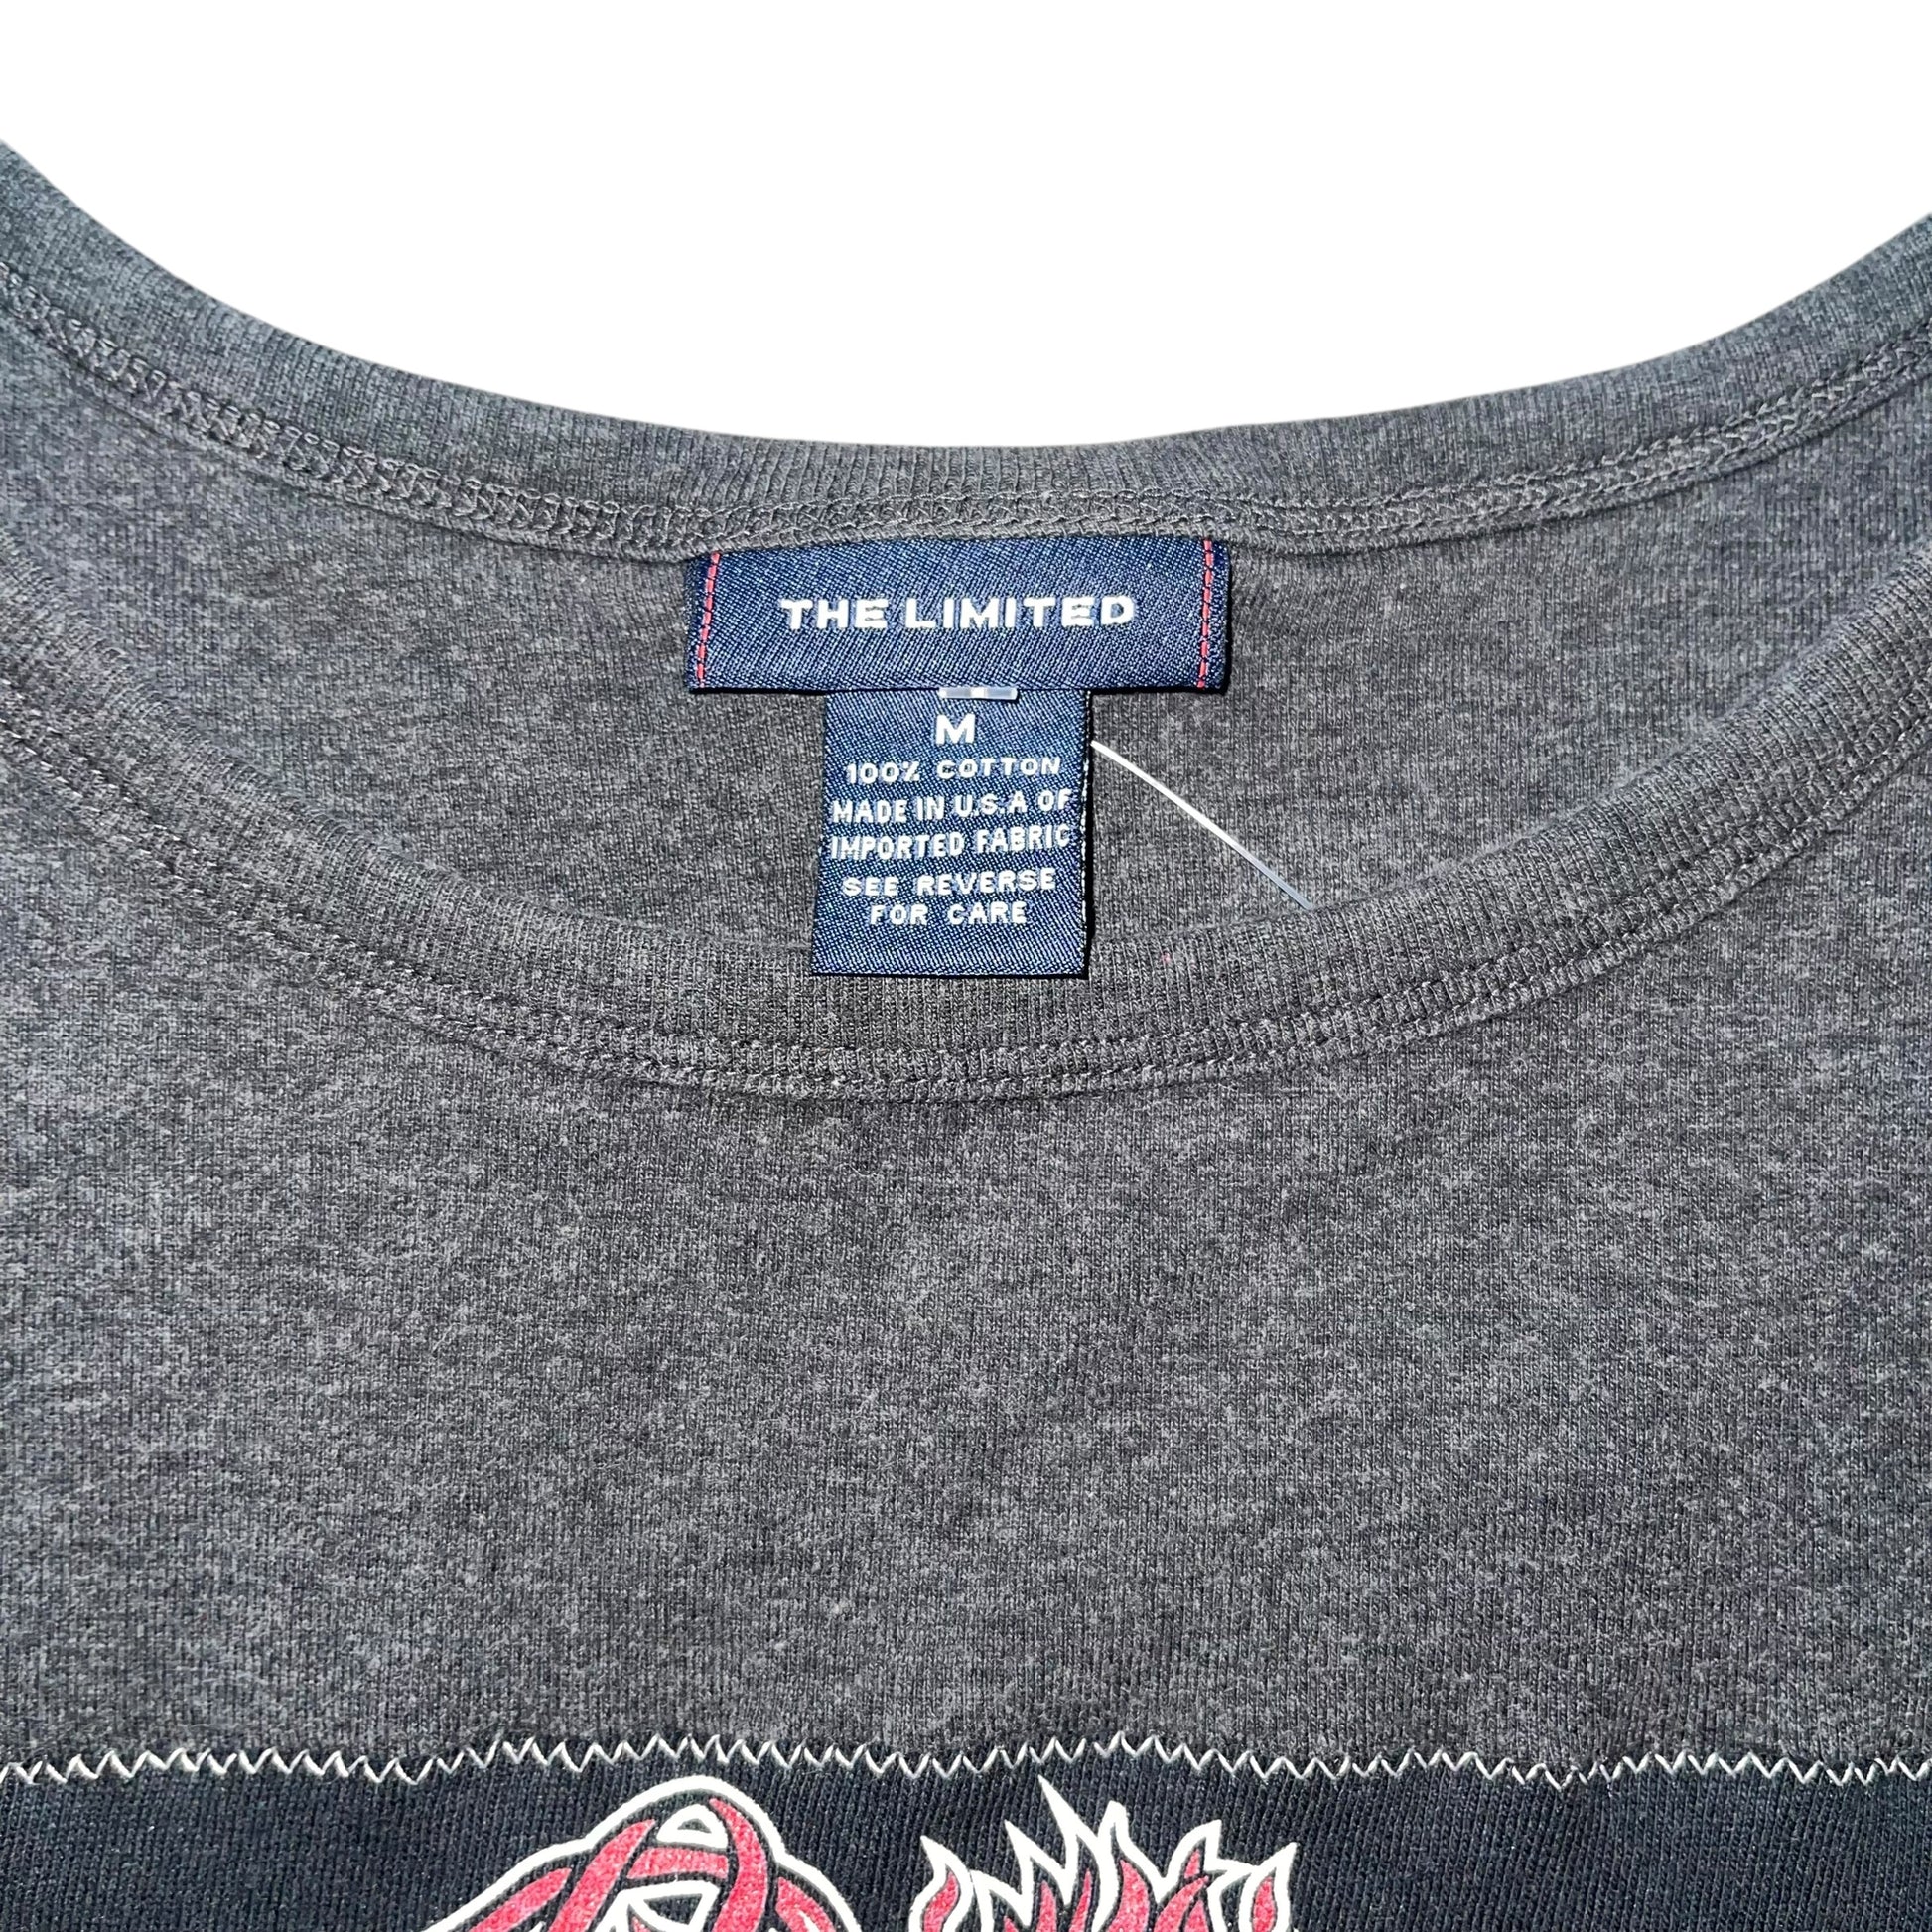 THE LIMITED
M
100% COTTON
MADE IN U.S.A OF
IMPORTED FABRIC
SEE REVERSE
FOR CARE